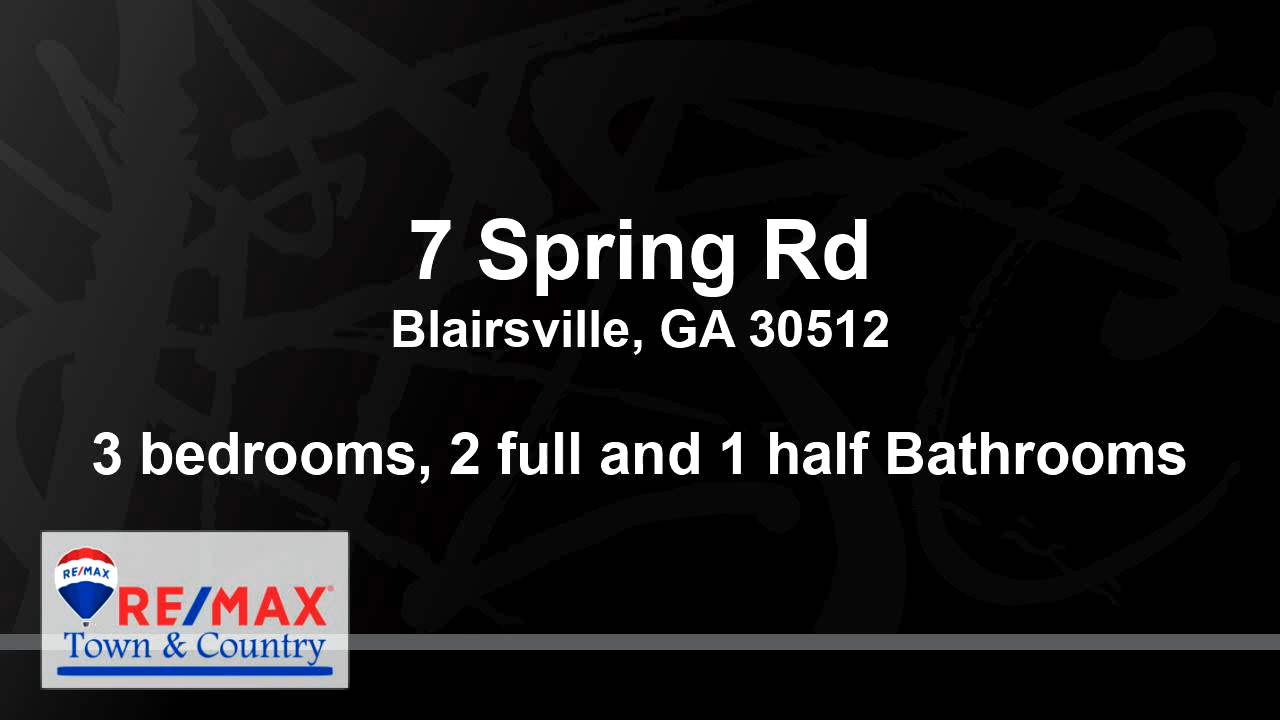 7 Spring Rd
Blairsville, GA 30512
3 bedrooms, 2 full and 1 half Bathrooms
RE/MAX
RE/MAX®
Town & Country